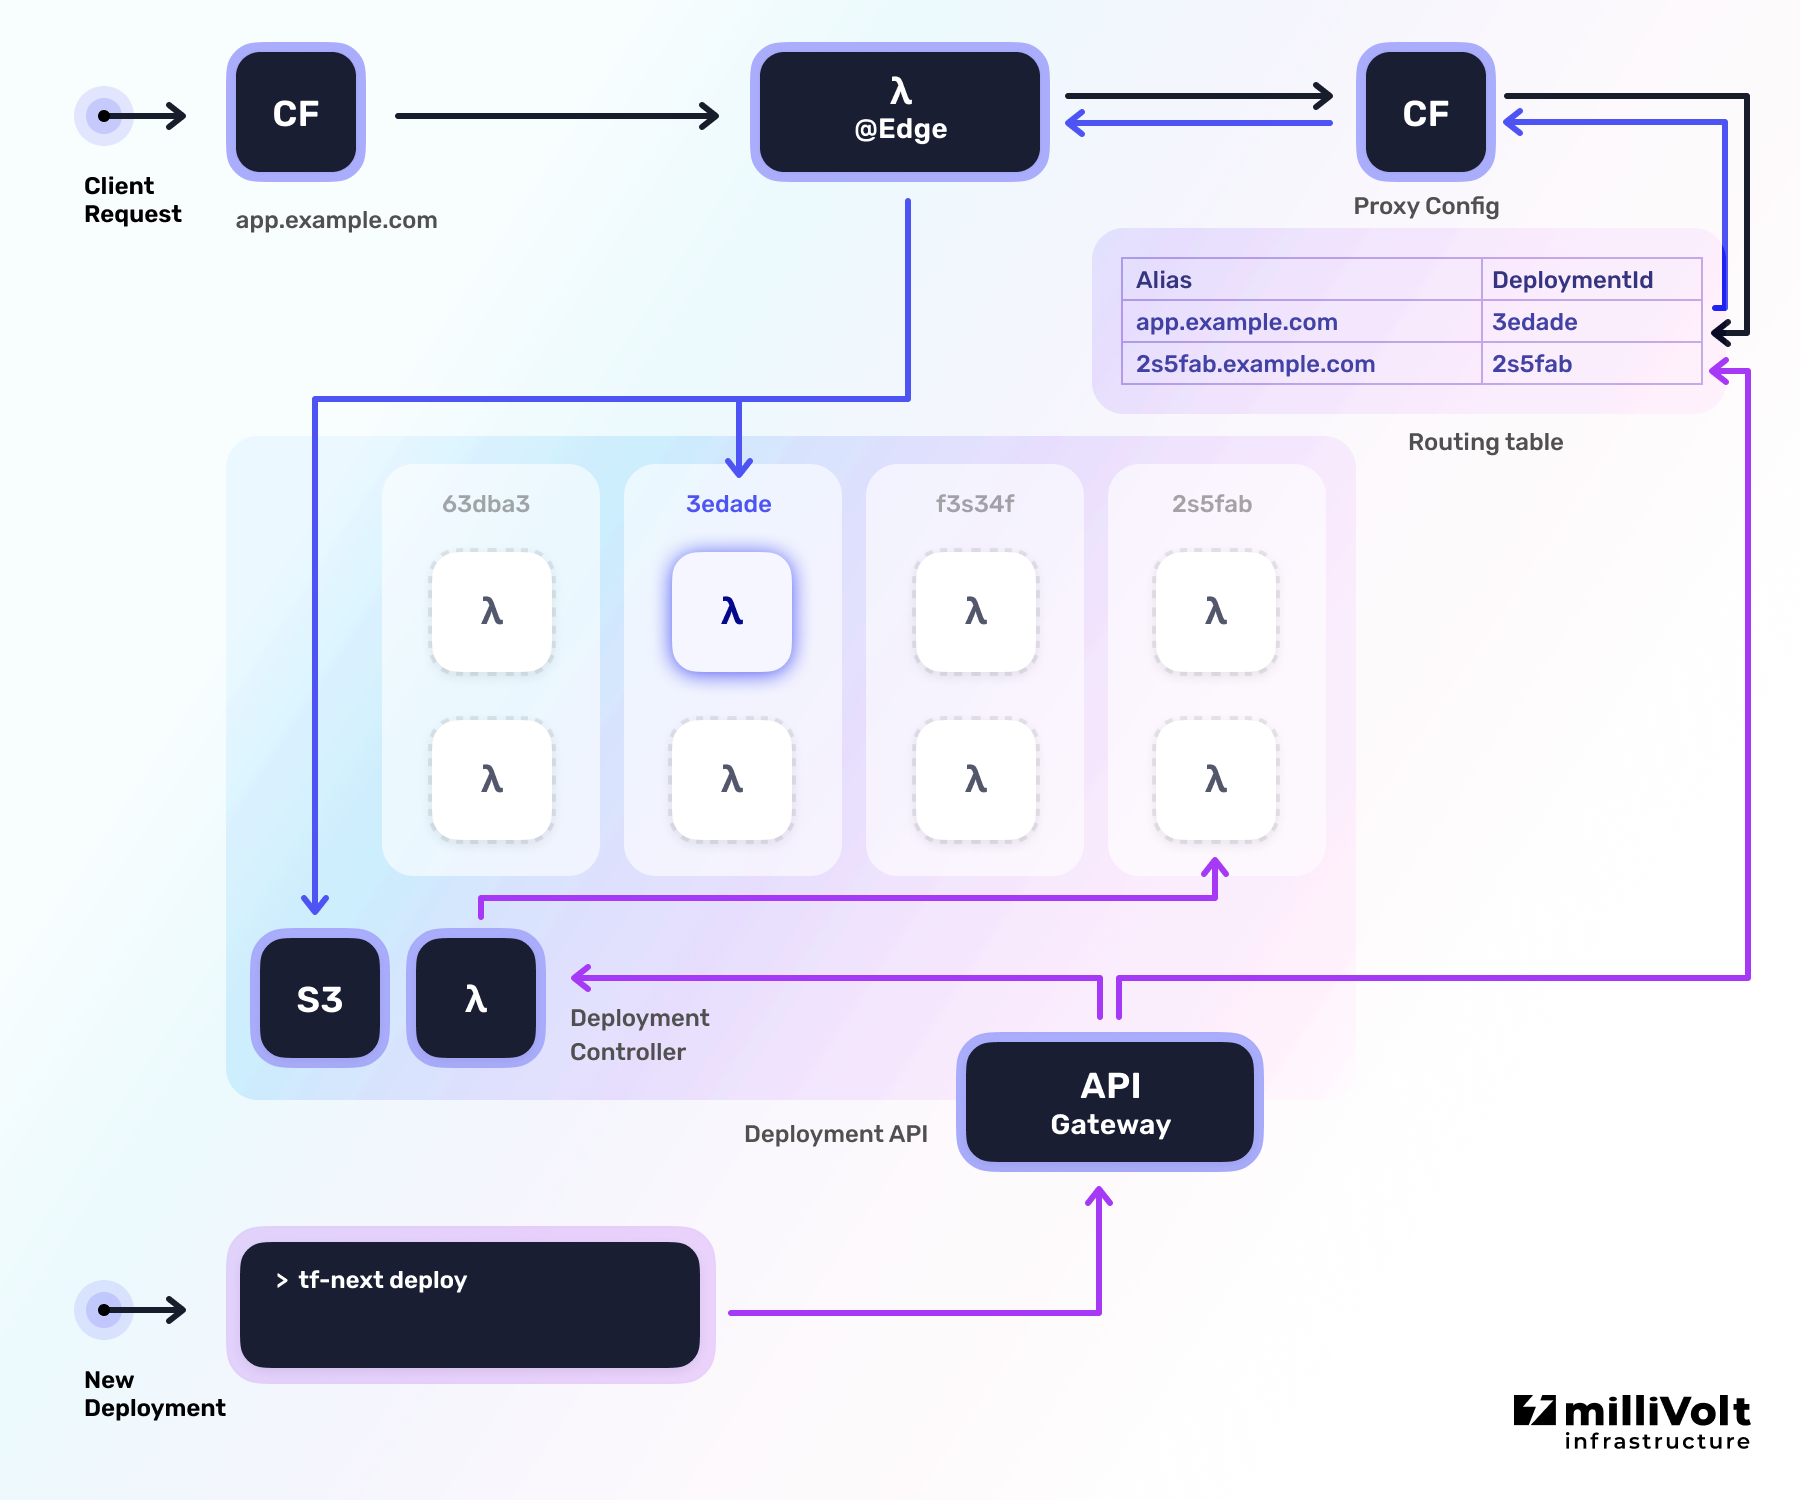 Client
Request
CF
app.example.com
λ
@Edge
CF
Proxy Config
Alias DeploymentId
app.example.com 3edade
2s5fab.example.com 2s5fab
Routing table
63dba3 3edade f3s34f 2s5fab
λ λ λ λ
λ λ λ λ
S3 λ
Deployment
Controller
API
Gateway
Deployment API
> tf-next deploy
New
Deployment
milliVolt
infrastructure